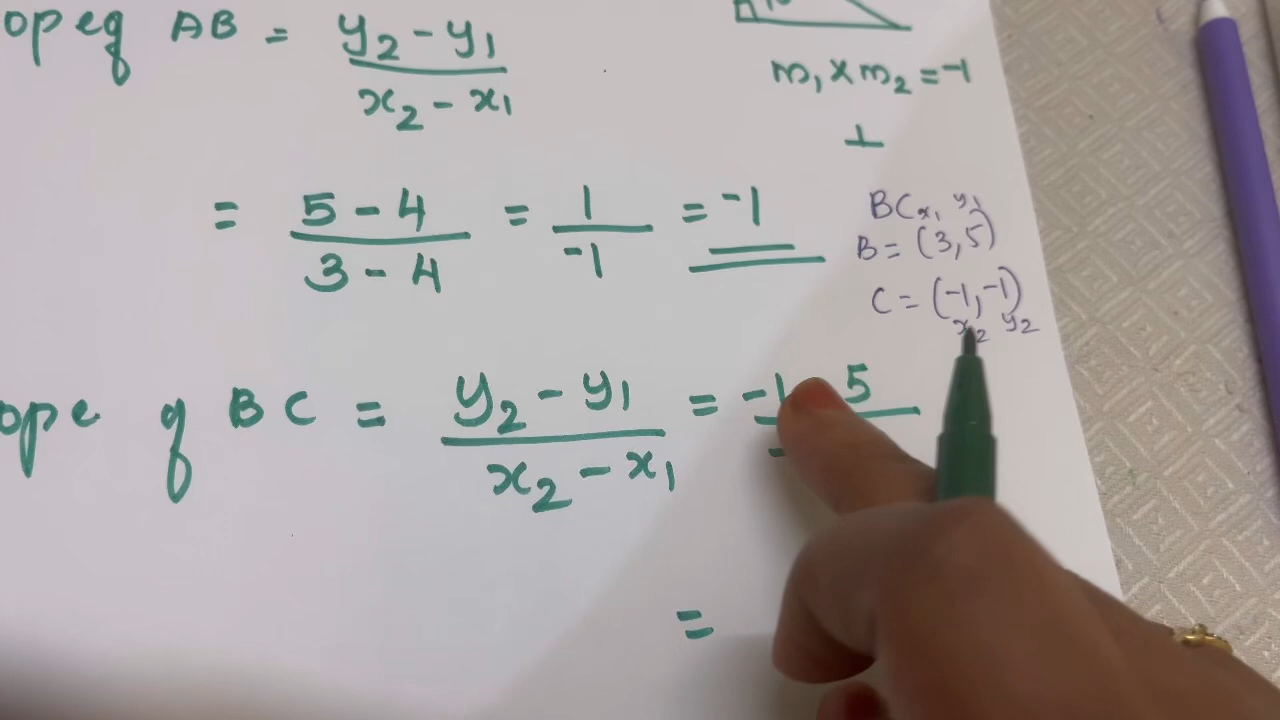 ope of AB = y₂ - y₁ / x₂ - x₁
m₁ × m₂ = -1
⊥
= 5 - 4 / 3 - 4 = 1 / -1 = -1
BC x₁ y₁
B = (3, 5)
C = (-1, -1)
x₂ y₂
ope of BC = y₂ - y₁ / x₂ - x₁ = -1 5
=